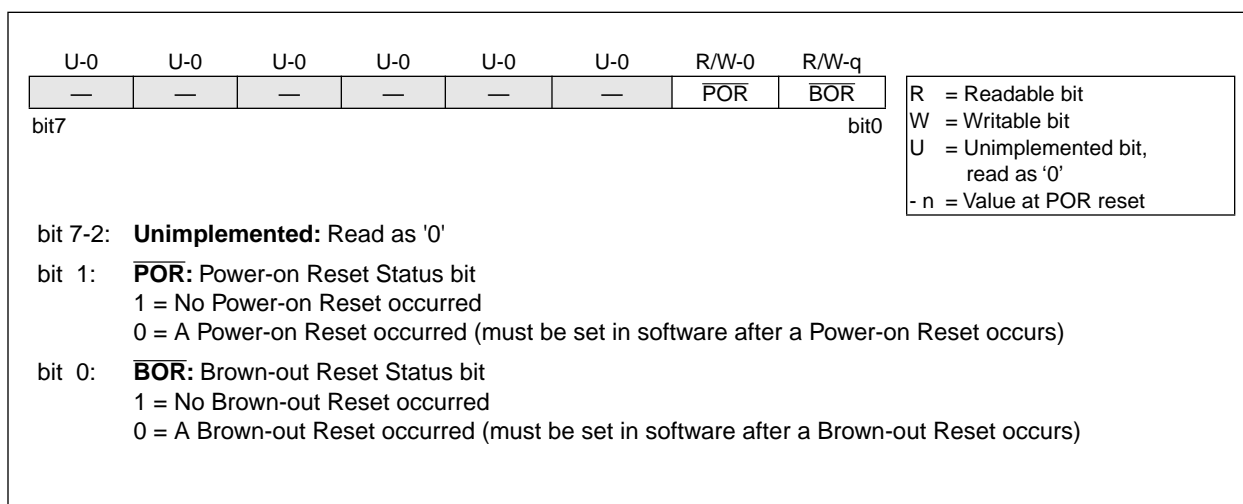 U-0 U-0 U-0 U-0 U-0 U-0 R/W-0 R/W-q
— — — — — — P̅O̅R̅ B̅O̅R̅
bit7 bit0
R = Readable bit
W = Writable bit
U = Unimplemented bit,
read as ‘0’
- n = Value at POR reset
bit 7-2: Unimplemented: Read as '0'
bit 1: P̅O̅R̅: Power-on Reset Status bit
1 = No Power-on Reset occurred
0 = A Power-on Reset occurred (must be set in software after a Power-on Reset occurs)
bit 0: B̅O̅R̅: Brown-out Reset Status bit
1 = No Brown-out Reset occurred
0 = A Brown-out Reset occurred (must be set in software after a Brown-out Reset occurs)